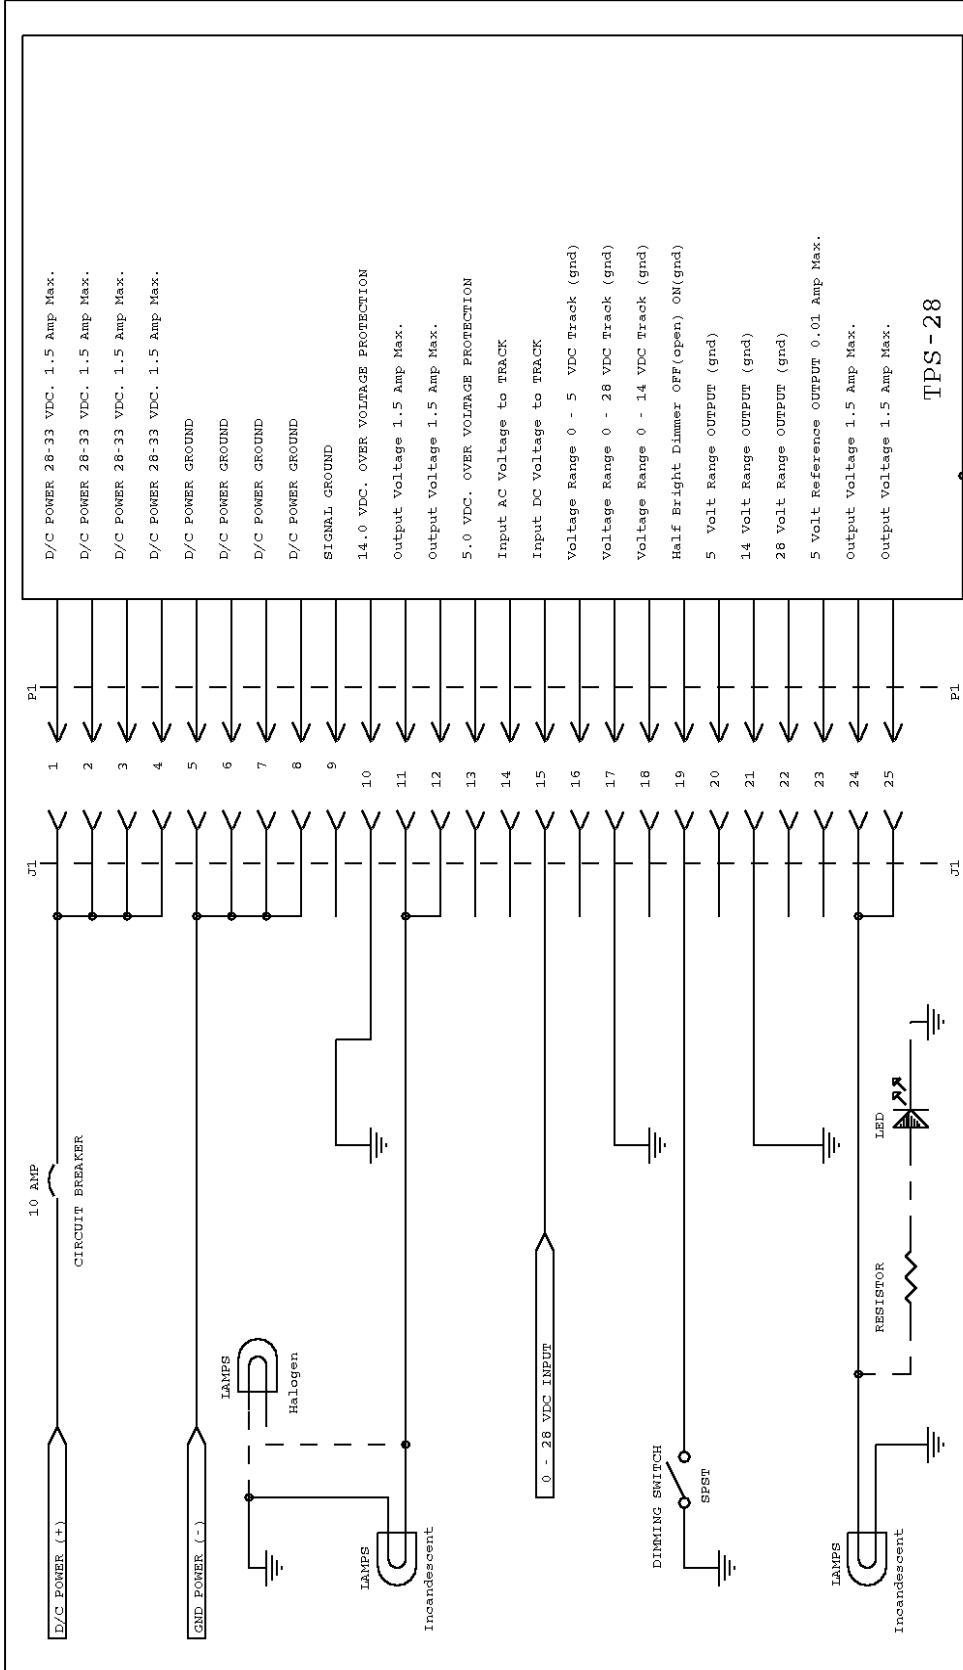 D/C POWER (+)
10 AMP
CIRCUIT BREAKER
GND POWER (-)
LAMPS
Halogen
LAMPS
Incandescent
0 - 28 VDC INPUT
DIMMING SWITCH
SPST
LAMPS
Incandescent
RESISTOR
LED
J1
J1
1
2
3
4
5
6
7
8
9
10
11
12
13
14
15
16
17
18
19
20
21
22
23
24
25
P1
P1
D/C POWER 28-33 VDC. 1.5 Amp Max.
D/C POWER 28-33 VDC. 1.5 Amp Max.
D/C POWER 28-33 VDC. 1.5 Amp Max.
D/C POWER 28-33 VDC. 1.5 Amp Max.
D/C POWER GROUND
D/C POWER GROUND
D/C POWER GROUND
D/C POWER GROUND
SIGNAL GROUND
14.0 VDC. OVER VOLTAGE PROTECTION
Output Voltage 1.5 Amp Max.
Output Voltage 1.5 Amp Max.
5.0 VDC. OVER VOLTAGE PROTECTION
Input AC Voltage to TRACK
Input DC Voltage to TRACK
Voltage Range 0 - 5 VDC Track (gnd)
Voltage Range 0 - 28 VDC Track (gnd)
Voltage Range 0 - 14 VDC Track (gnd)
Half Bright Dimmer OFF(open) ON(gnd)
5 Volt Range OUTPUT (gnd)
14 Volt Range OUTPUT (gnd)
28 Volt Range OUTPUT (gnd)
5 Volt Reference OUTPUT 0.01 Amp Max.
Output Voltage 1.5 Amp Max.
Output Voltage 1.5 Amp Max.
TPS-28